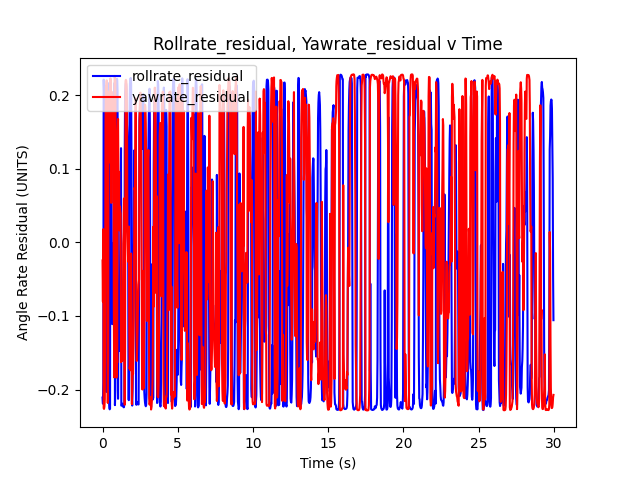 Rollrate_residual, Yawrate_residual v Time
rollrate_residual
yawrate_residual
Angle Rate Residual (UNITS)
0.2
0.1
0.0
−0.1
−0.2
0
5
10
15
20
25
30
Time (s)